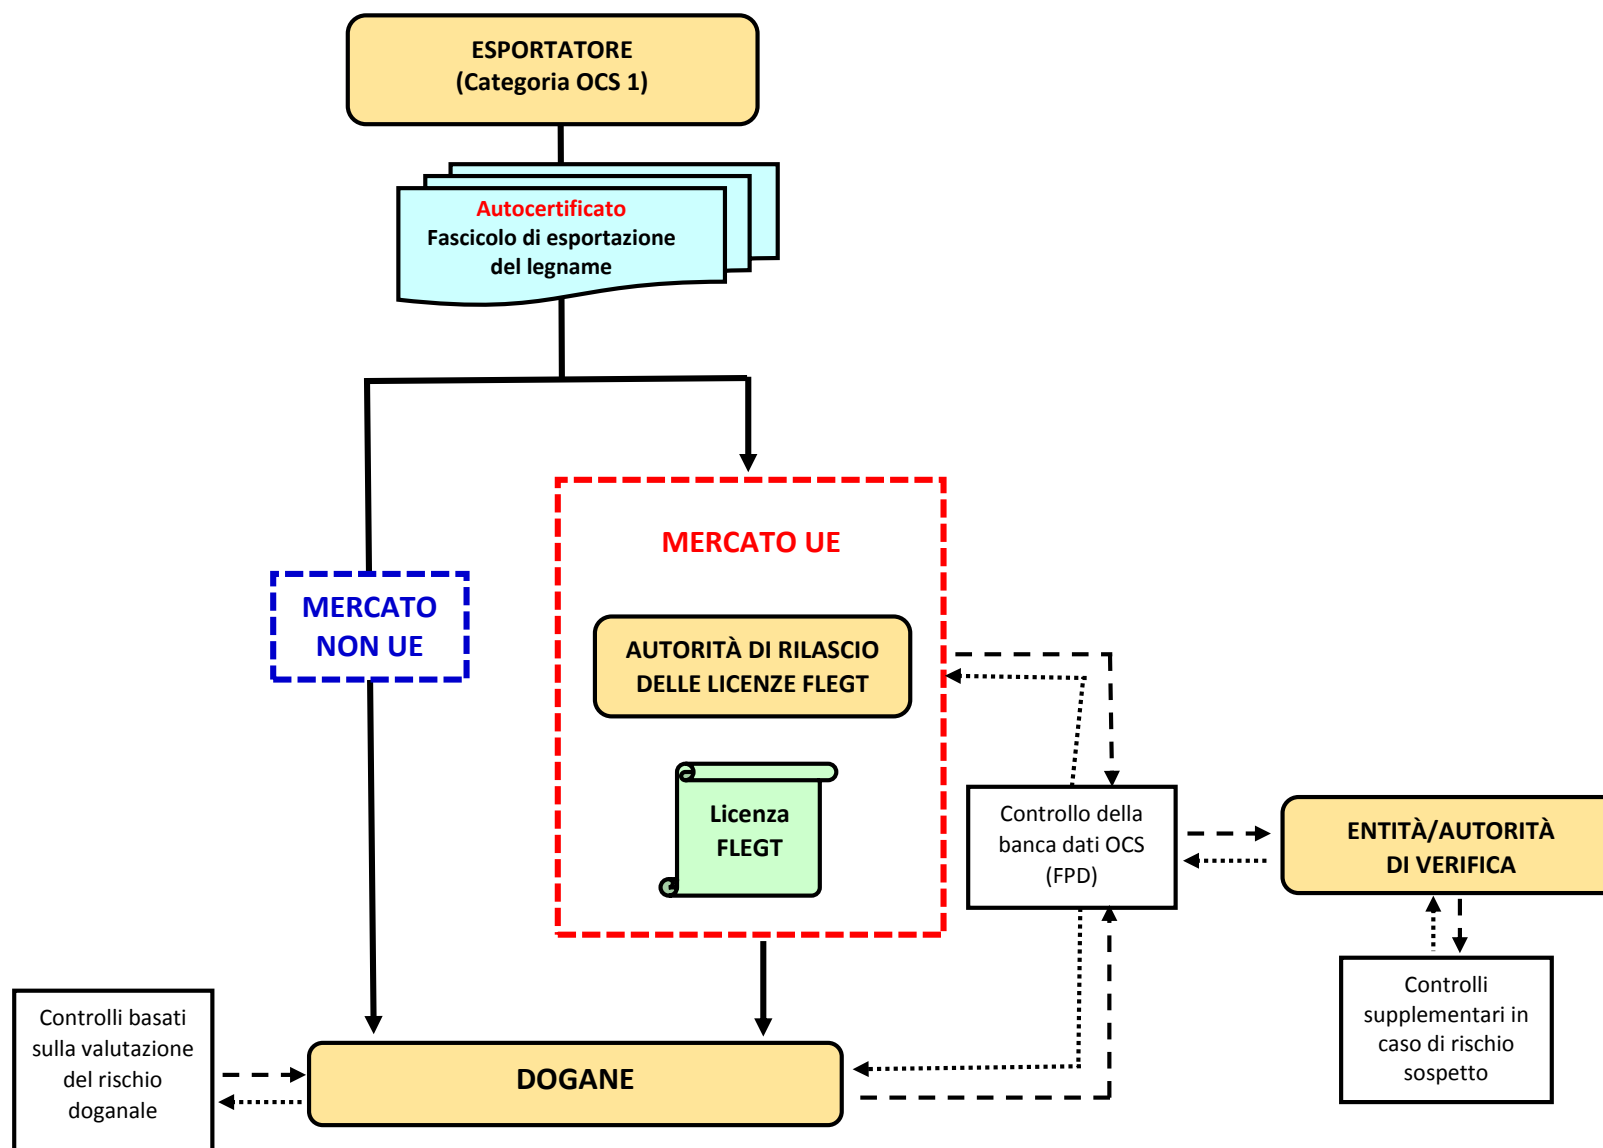 ESPORTATORE
(Categoria OCS 1)
Autocertificato
Fascicolo di esportazione
del legname
MERCATO UE
MERCATO
NON UE
AUTORITÀ DI RILASCIO
DELLE LICENZE FLEGT
Licenza
FLEGT
Controllo della
banca dati OCS
(FPD)
ENTITÀ/AUTORITÀ
DI VERIFICA
Controlli
supplementari in
caso di rischio
sospetto
Controlli basati
sulla valutazione
del rischio
doganale
DOGANE